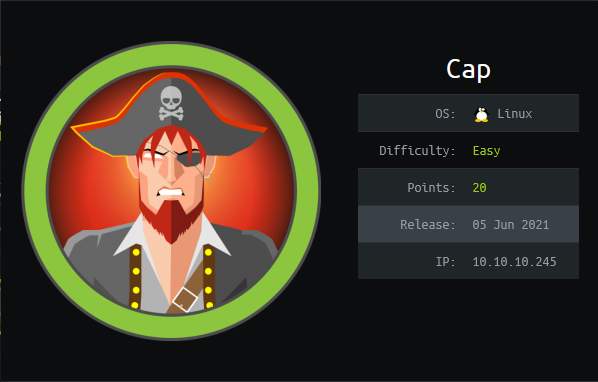 Cap
OS: Linux
Difficulty: Easy
Points: 20
Release: 05 Jun 2021
IP: 10.10.10.245